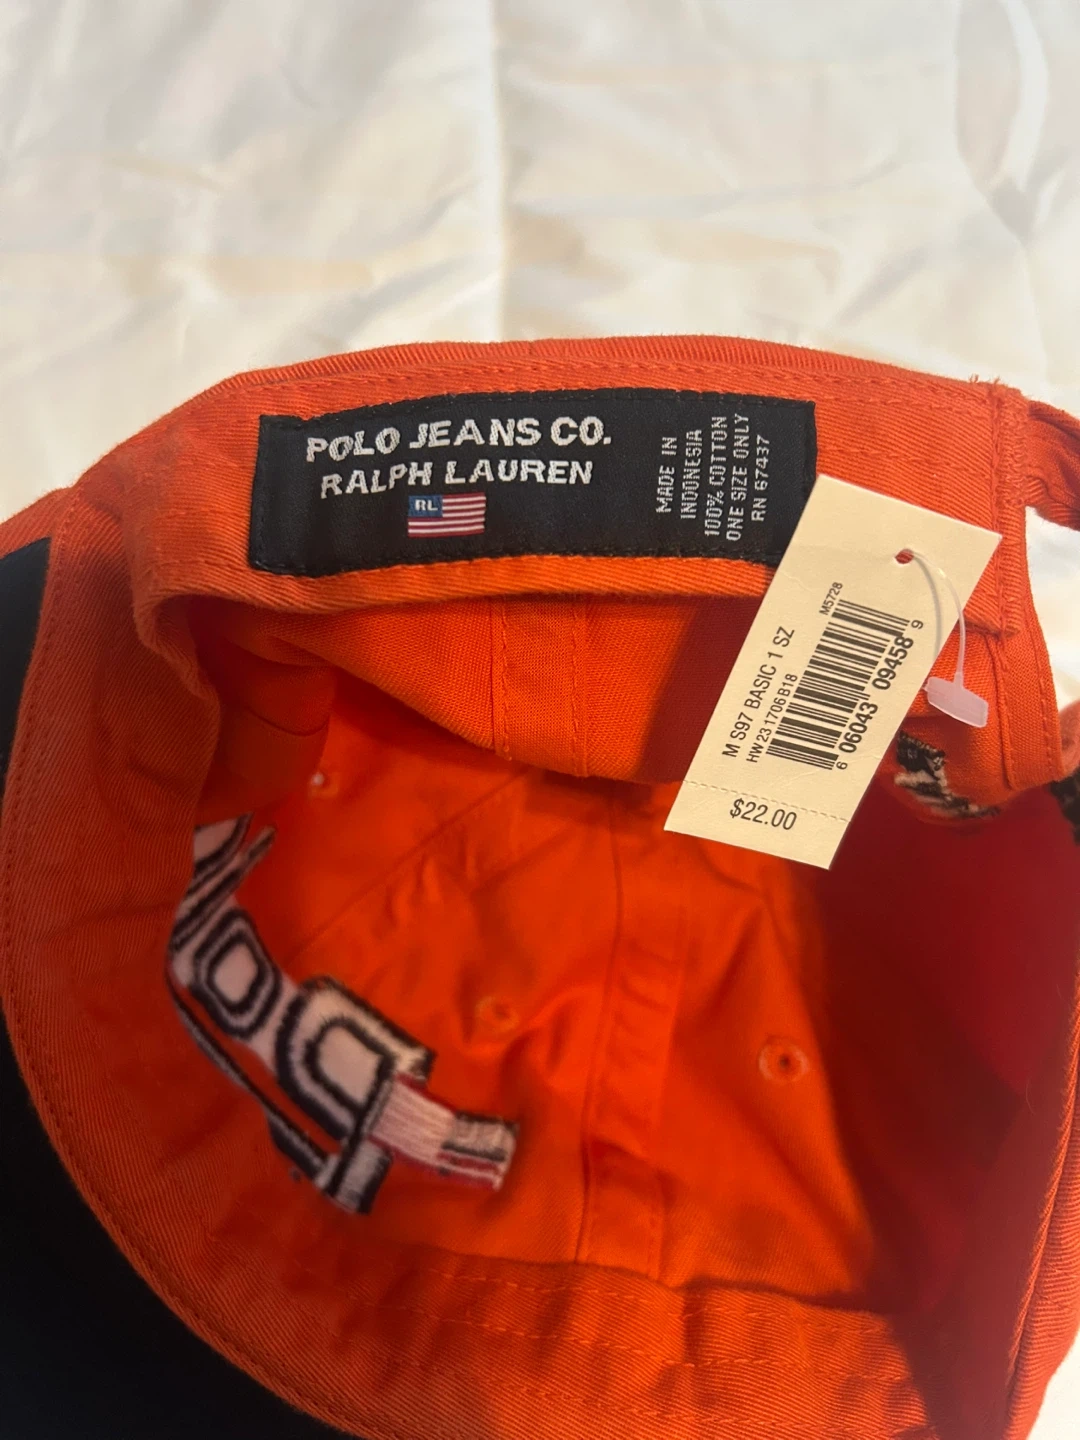 POLO JEANS CO.
RALPH LAUREN
RL
MADE IN
INDONESIA
100% COTTON
ONE SIZE ONLY
RN 67437
M S97 BASIC 1 SZ
HW231706B18
M5728
6 06043 09458 9
$22.00
Polo